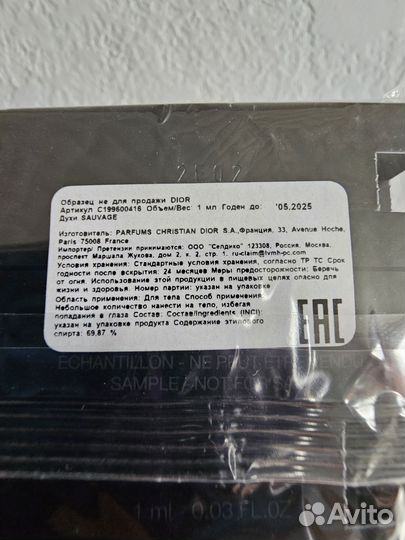 2E02
Образец не для продажи DIOR
Артикул C199600416 Объем/Вес: 1 мл Годен до: '05.2025
Духи SAUVAGE
Изготовитель: PARFUMS CHRISTIAN DIOR S.A.,Франция, 33, Avenue Hoche,
Paris 75008 France
Импортер/ Претензии принимаются: ООО "Селдико" 123308, Россия, Москва,
проспект Маршала Жукова, дом 2, к. 2, стр. 1. ru-claim@lvmh-pc.com
Условия хранения: Стандартные условия хранения, согласно ТР ТС Срок
годности после вскрытия: 24 месяцев Меры предосторожности: Беречь
от огня. Использование этой продукции в пищевых целях опасно для
жизни и здоровья. Номер партии: указан на упаковке
Область применения: Для тела Способ применения:
Небольшое количество нанести на тело, избегая
попадания в глаза Состав: Состав/Ingredients (INCI):
указан на упаковке продукта Содержание этилового
спирта: 69,87 %
EAC
ECHANTILLON - NE PEUT ETRE VENDU
SAMPLE - NOT FOR SA
1 ml - 0.03 FL.OZ
Avito